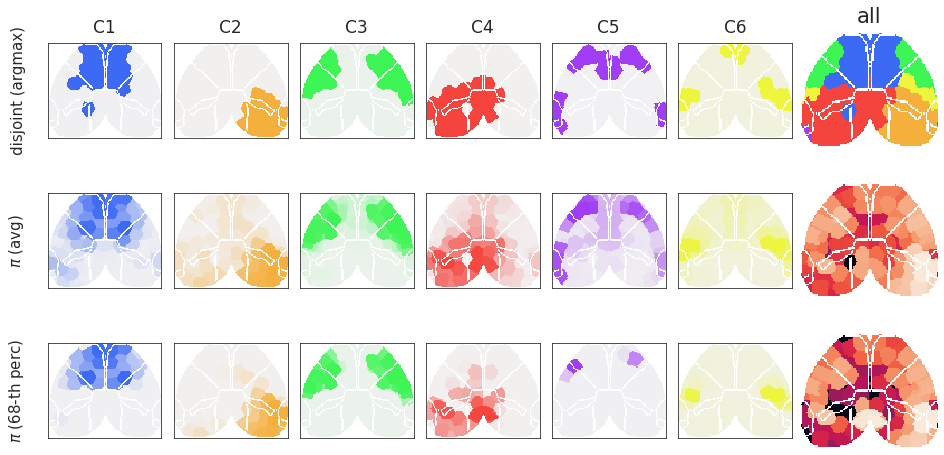 C1 C2 C3 C4 C5 C6 all
disjoint (argmax)
π (avg)
π (68-th perc)